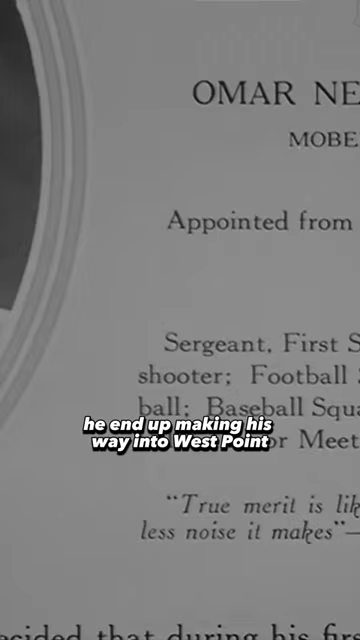 OMAR NE
MOBE
Appointed from
Sergeant, First S
shooter; Football
ball; Baseball Squa
he end up making his
way into West Point
or Meet
"True merit is lik
less noise it makes"—
ecided that during his firs